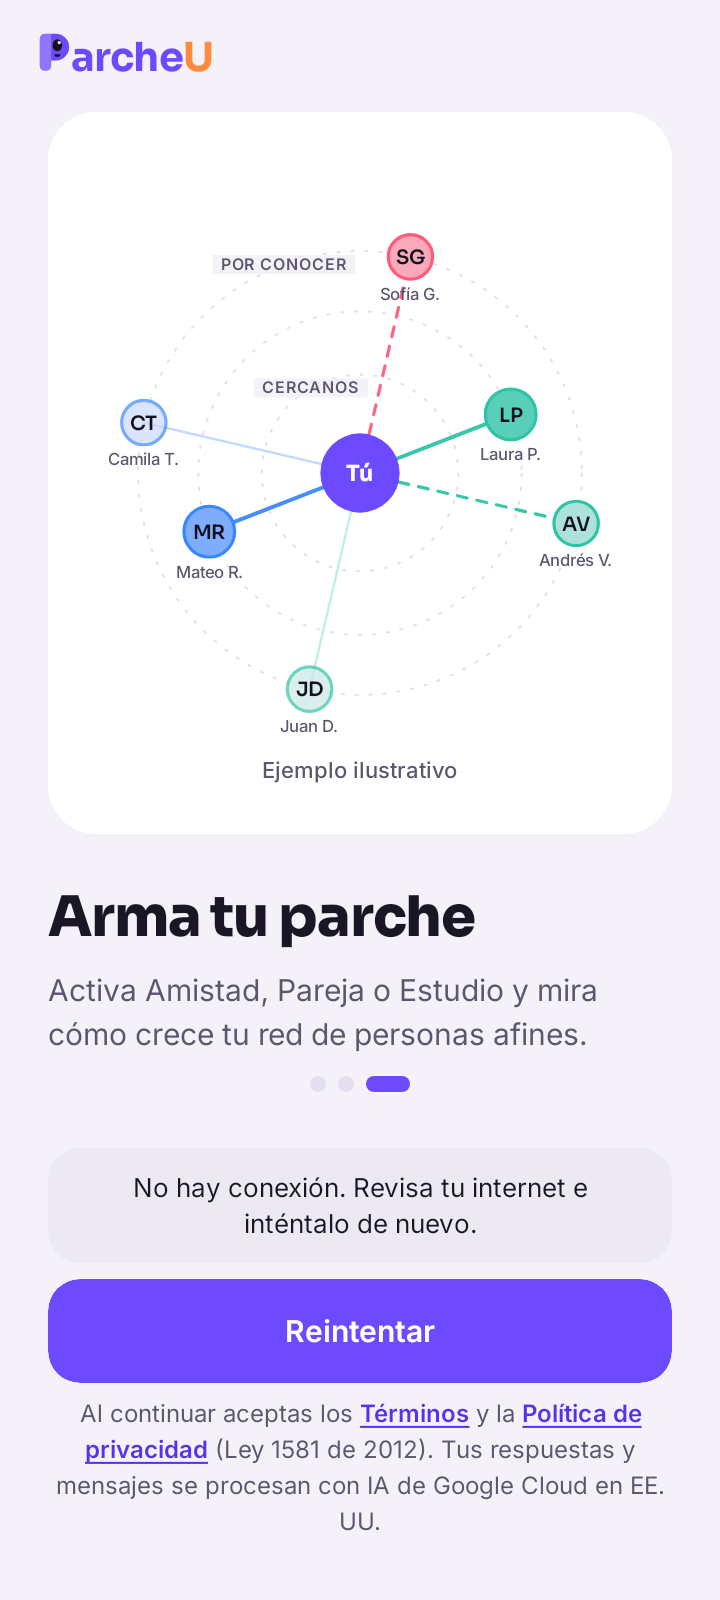 ParcheU
POR CONOCER
SG
Sofía G.
CERCANOS
CT
Camila T.
LP
Laura P.
Tú
MR
Mateo R.
AV
Andrés V.
JD
Juan D.
Ejemplo ilustrativo
Arma tu parche
Activa Amistad, Pareja o Estudio y mira
cómo crece tu red de personas afines.
No hay conexión. Revisa tu internet e
inténtalo de nuevo.
Reintentar
Al continuar aceptas los Términos y la Política de
privacidad (Ley 1581 de 2012). Tus respuestas y
mensajes se procesan con IA de Google Cloud en EE.
UU.